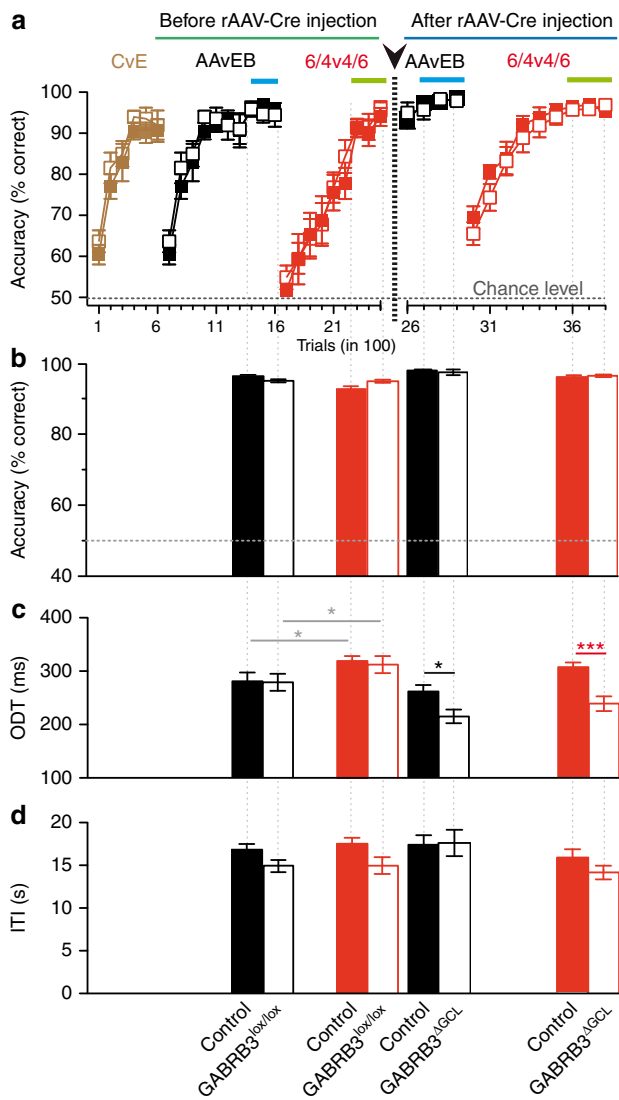 a
Before rAAV-Cre injection
After rAAV-Cre injection
CvE
AAvEB
6/4v4/6
AAvEB
6/4v4/6
Accuracy (% correct)
100
90
80
70
60
50
Chance level
1
6
11
16
21
26
31
36
Trials (in 100)
b
Accuracy (% correct)
100
80
60
40
c
*
*
*
***
ODT (ms)
400
300
200
100
d
ITI (s)
20
15
10
5
0
Control
GABRB3lox/lox
Control
GABRB3lox/lox
Control
GABRB3ΔGCL
Control
GABRB3ΔGCL